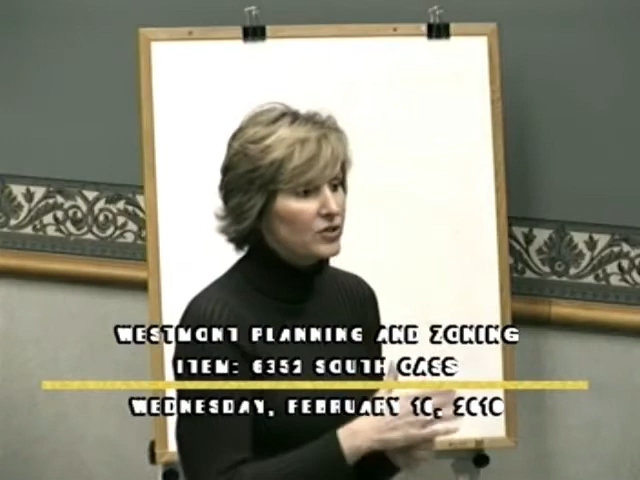 WESTMONT PLANNING AND ZONING
ITEM: 6352 SOUTH CASS
WEDNESDAY, FEBRUARY 10, 2010